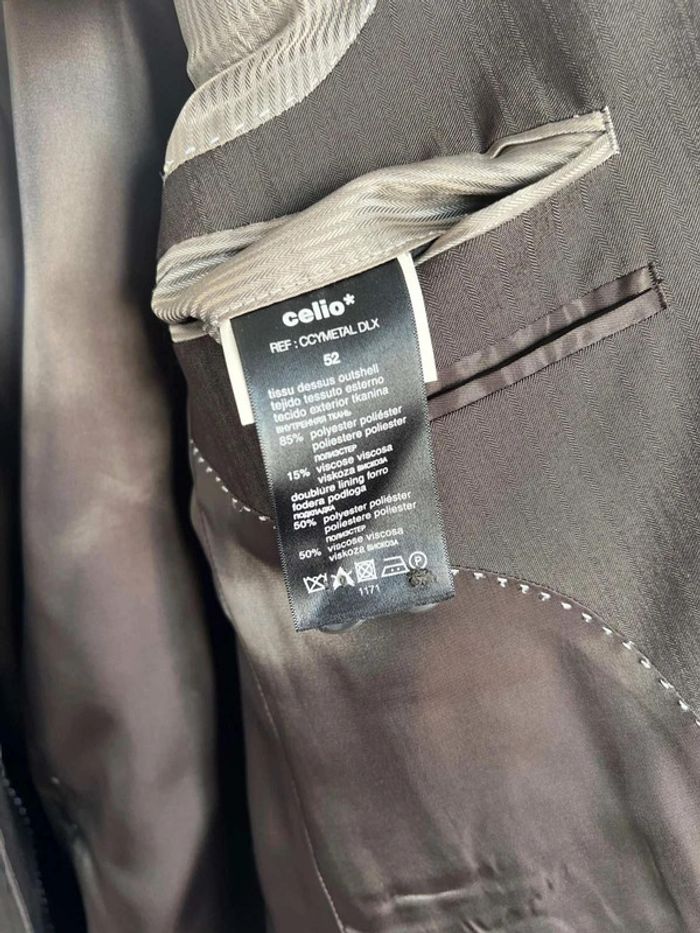 celio*
REF : CCYMETAL DLX
52
tissu dessus outshell
tejido tessuto esterno
tecido exterior tkanina
ВНУТРЕННЯЯ ТКАНЬ
85% polyester poliéster
poliestere poliester
ПОЛИЭСТЕР
15% viscose viscosa
viskoza ВИСКОЗА
doublure lining forro
fodera podloga
ПОДКЛАДКА
50% polyester poliéster
poliestere poliester
ПОЛИЭСТЕР
50% viscose viscosa
viskoza ВИСКОЗА
P
1171